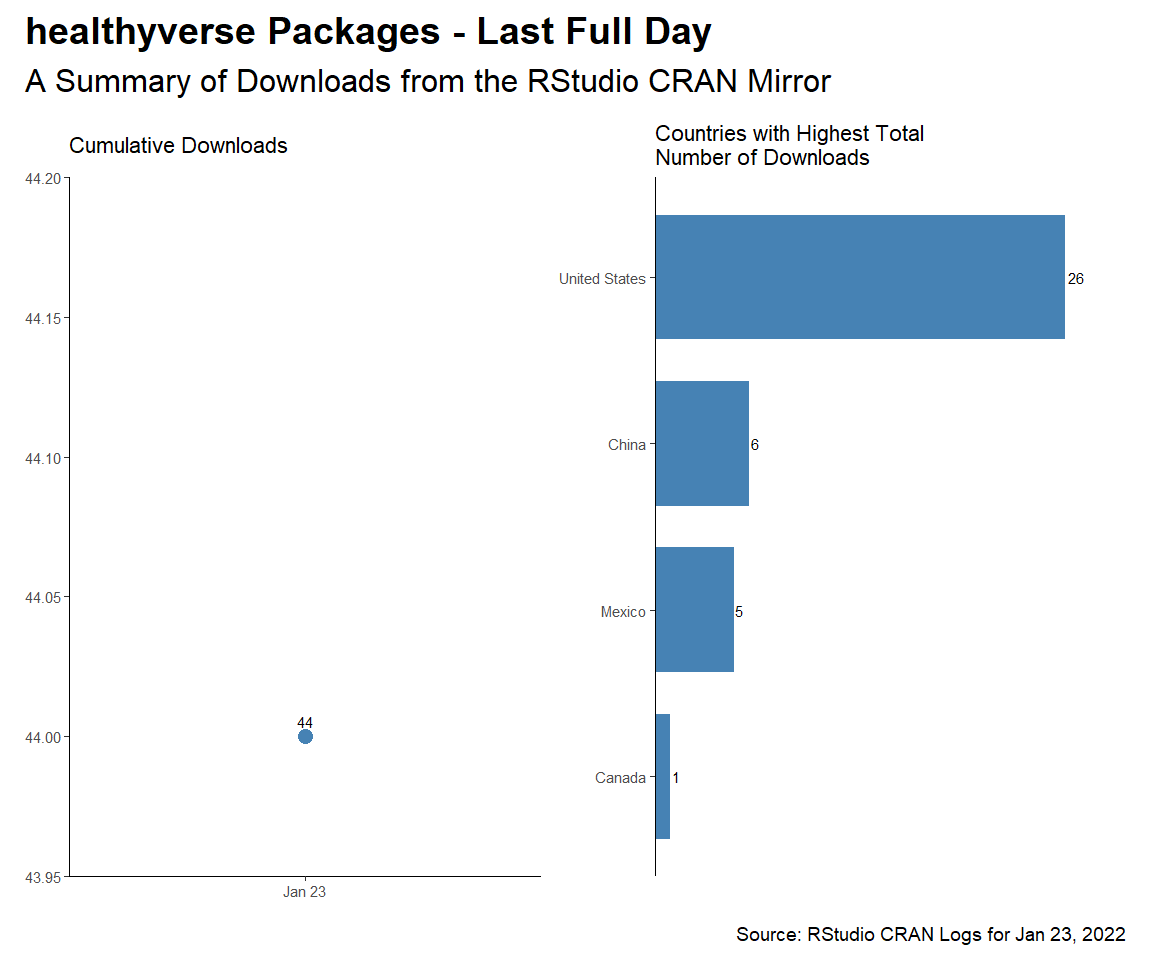 healthyverse Packages - Last Full Day
A Summary of Downloads from the RStudio CRAN Mirror
Cumulative Downloads
44.20
44.15
44.10
44.05
44.00
43.95
44
Jan 23
Countries with Highest Total
Number of Downloads
United States
26
China
6
Mexico
5
Canada
1
Source: RStudio CRAN Logs for Jan 23, 2022